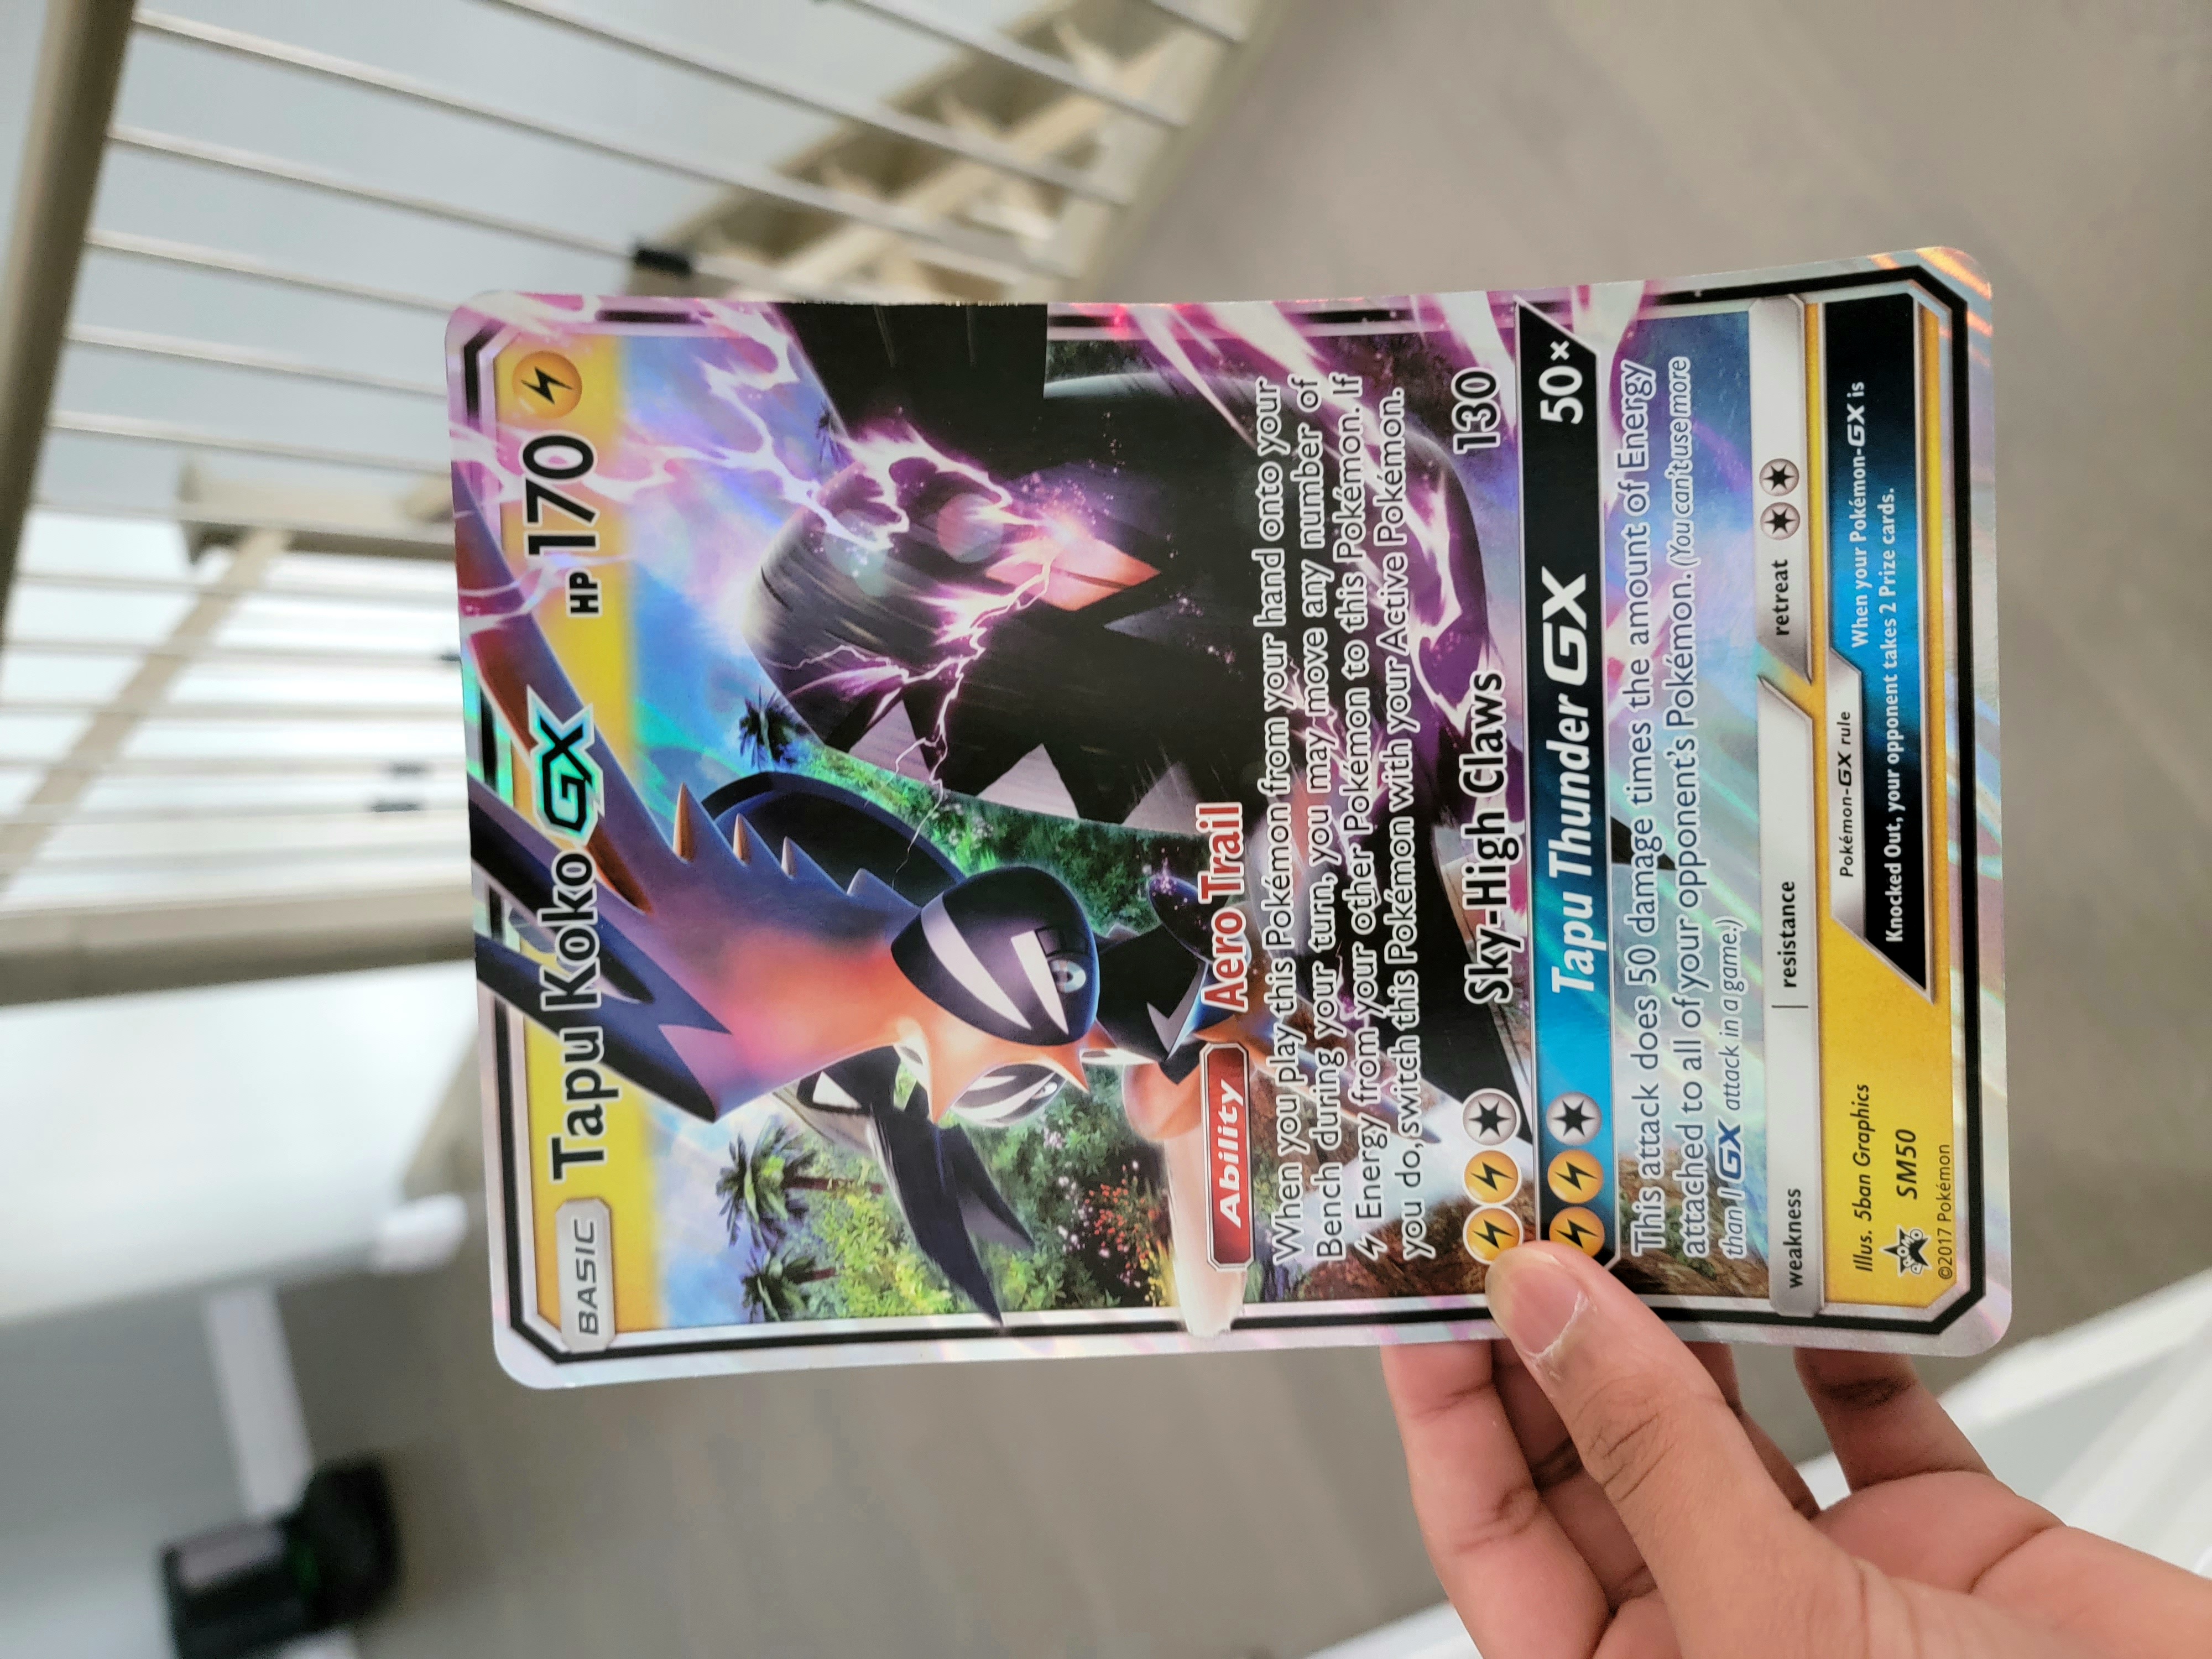 BASIC Tapu Koko GX HP 170
Ability Aero Trail
When you play this Pokémon from your hand onto your
Bench during your turn, you may move any number of
Energy from your other Pokémon to this Pokémon. If
you do, switch this Pokémon with your Active Pokémon.
Sky-High Claws 130
Tapu Thunder GX 50×
This attack does 50 damage times the amount of Energy
attached to all of your opponent's Pokémon. (You can't use more
than 1 GX attack in a game.)
weakness resistance retreat
Illus. 5ban Graphics
Pokémon-GX rule When your Pokémon-GX is
Knocked Out, your opponent takes 2 Prize cards.
PROMO SM50
©2017 Pokémon